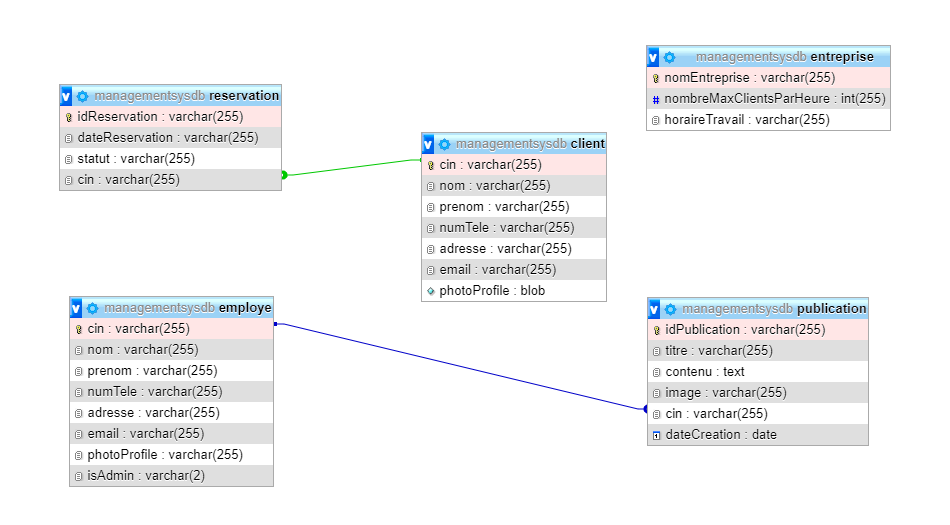 managementsysdb reservation
idReservation : varchar(255)
dateReservation : varchar(255)
statut : varchar(255)
cin : varchar(255)
managementsysdb client
cin : varchar(255)
nom : varchar(255)
prenom : varchar(255)
numTele : varchar(255)
adresse : varchar(255)
email : varchar(255)
photoProfile : blob
managementsysdb entreprise
nomEntreprise : varchar(255)
# nombreMaxClientsParHeure : int(255)
horaireTravail : varchar(255)
managementsysdb employe
cin : varchar(255)
nom : varchar(255)
prenom : varchar(255)
numTele : varchar(255)
adresse : varchar(255)
email : varchar(255)
photoProfile : varchar(255)
isAdmin : varchar(2)
managementsysdb publication
idPublication : varchar(255)
titre : varchar(255)
contenu : text
image : varchar(255)
cin : varchar(255)
dateCreation : date